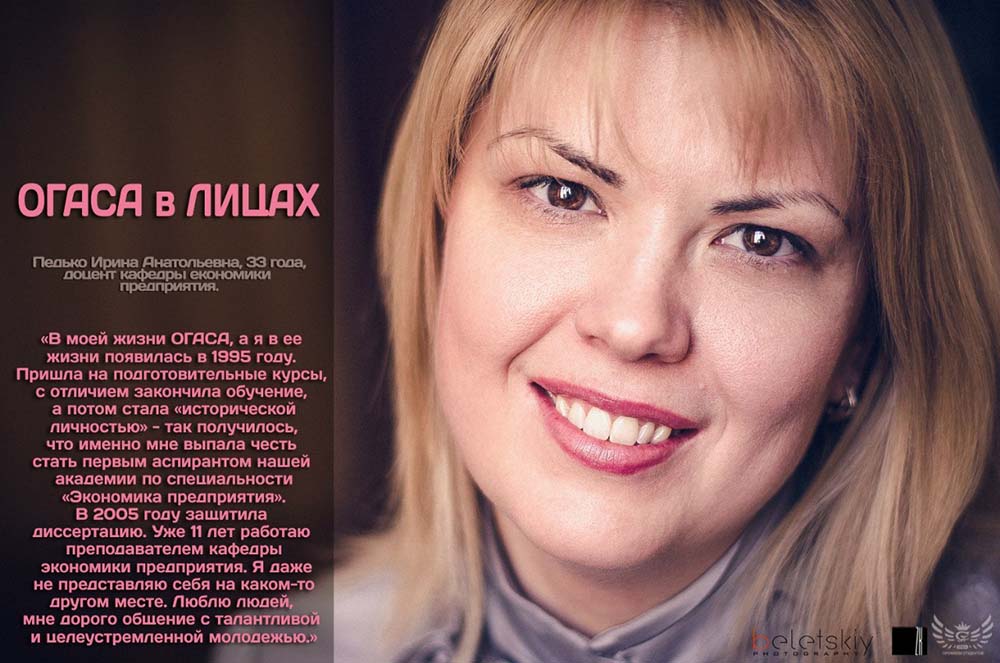 ОГАСА в ЛИЦАХ
Педько Ирина Анатольевна, 33 года,
доцент кафедры економики
предприятия.
«В моей жизни ОГАСА, а я в ее
жизни появилась в 1995 году.
Пришла на подготовительные курсы,
с отличием закончила обучение,
а потом стала «исторической
личностью» - так получилось,
что именно мне выпала честь
стать первым аспирантом нашей
академии по специальности
«Экономика предприятия».
В 2005 году защитила
диссертацию. Уже 11 лет работаю
преподавателем кафедры
экономики предприятия. Я даже
не представляю себя на каком-то
другом месте. Люблю людей,
мне дорого общение с талантливой
и целеустремленной молодежью.»
beletskiy
PHOTOGRAPHY